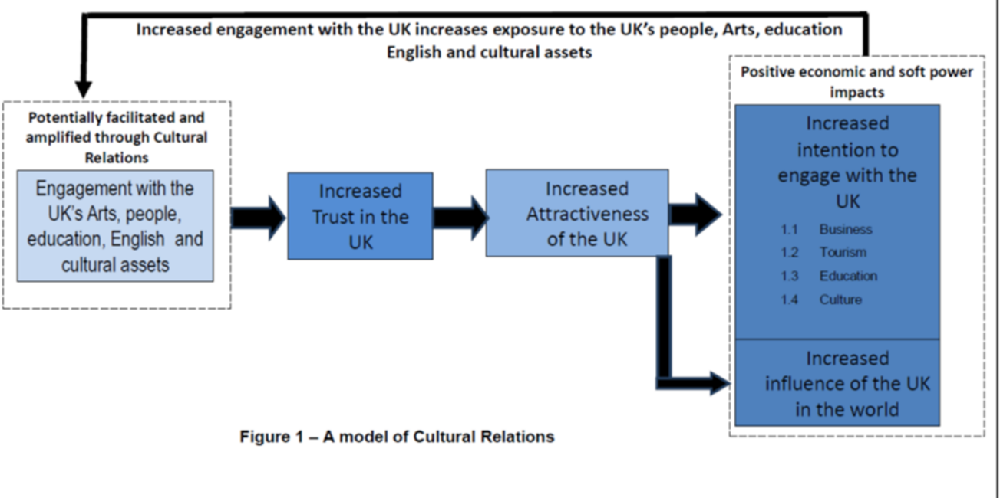 Increased engagement with the UK increases exposure to the UK's people, Arts, education
English and cultural assets
Potentially facilitated and
amplified through Cultural
Relations
Engagement with the
UK's Arts, people,
education, English and
cultural assets
Increased
Trust in the
UK
Increased
Attractiveness
of the UK
Positive economic and soft power
impacts
Increased
intention to
engage with the
UK
1.1 Business
1.2 Tourism
1.3 Education
1.4 Culture
Increased
influence of the UK
in the world
Figure 1 – A model of Cultural Relations